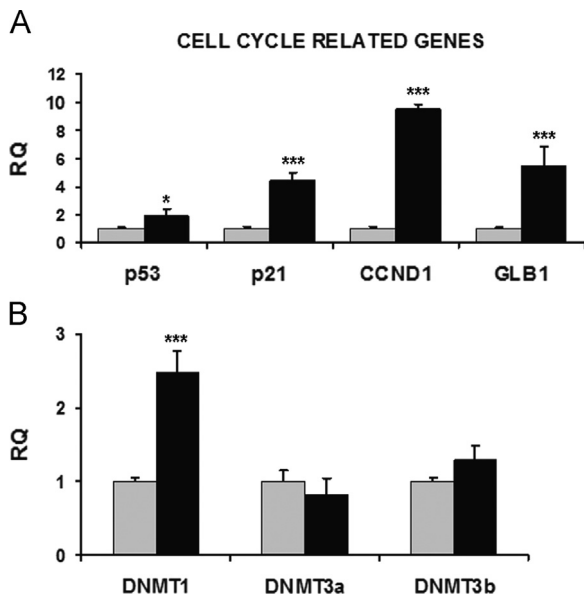 A
CELL CYCLE RELATED GENES
RQ
12
10
8
6
4
2
0
*
***
***
***
p53 p21 CCND1 GLB1
B
RQ
3
2
1
0
***
DNMT1 DNMT3a DNMT3b